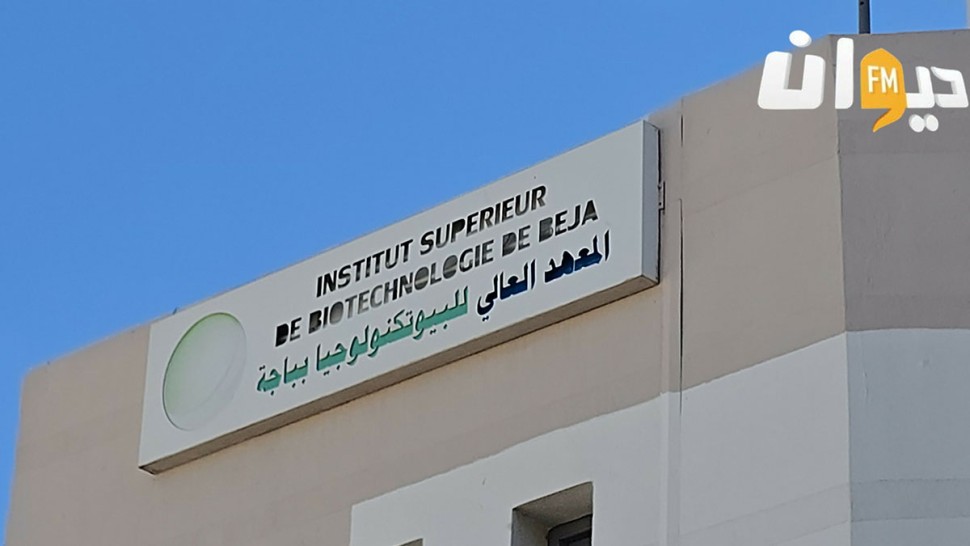 ديوان
FM
INSTITUT SUPERIEUR
DE BIOTECHNOLOGIE DE BEJA
المعهد العالي للبيوتكنولوجيا بباجة